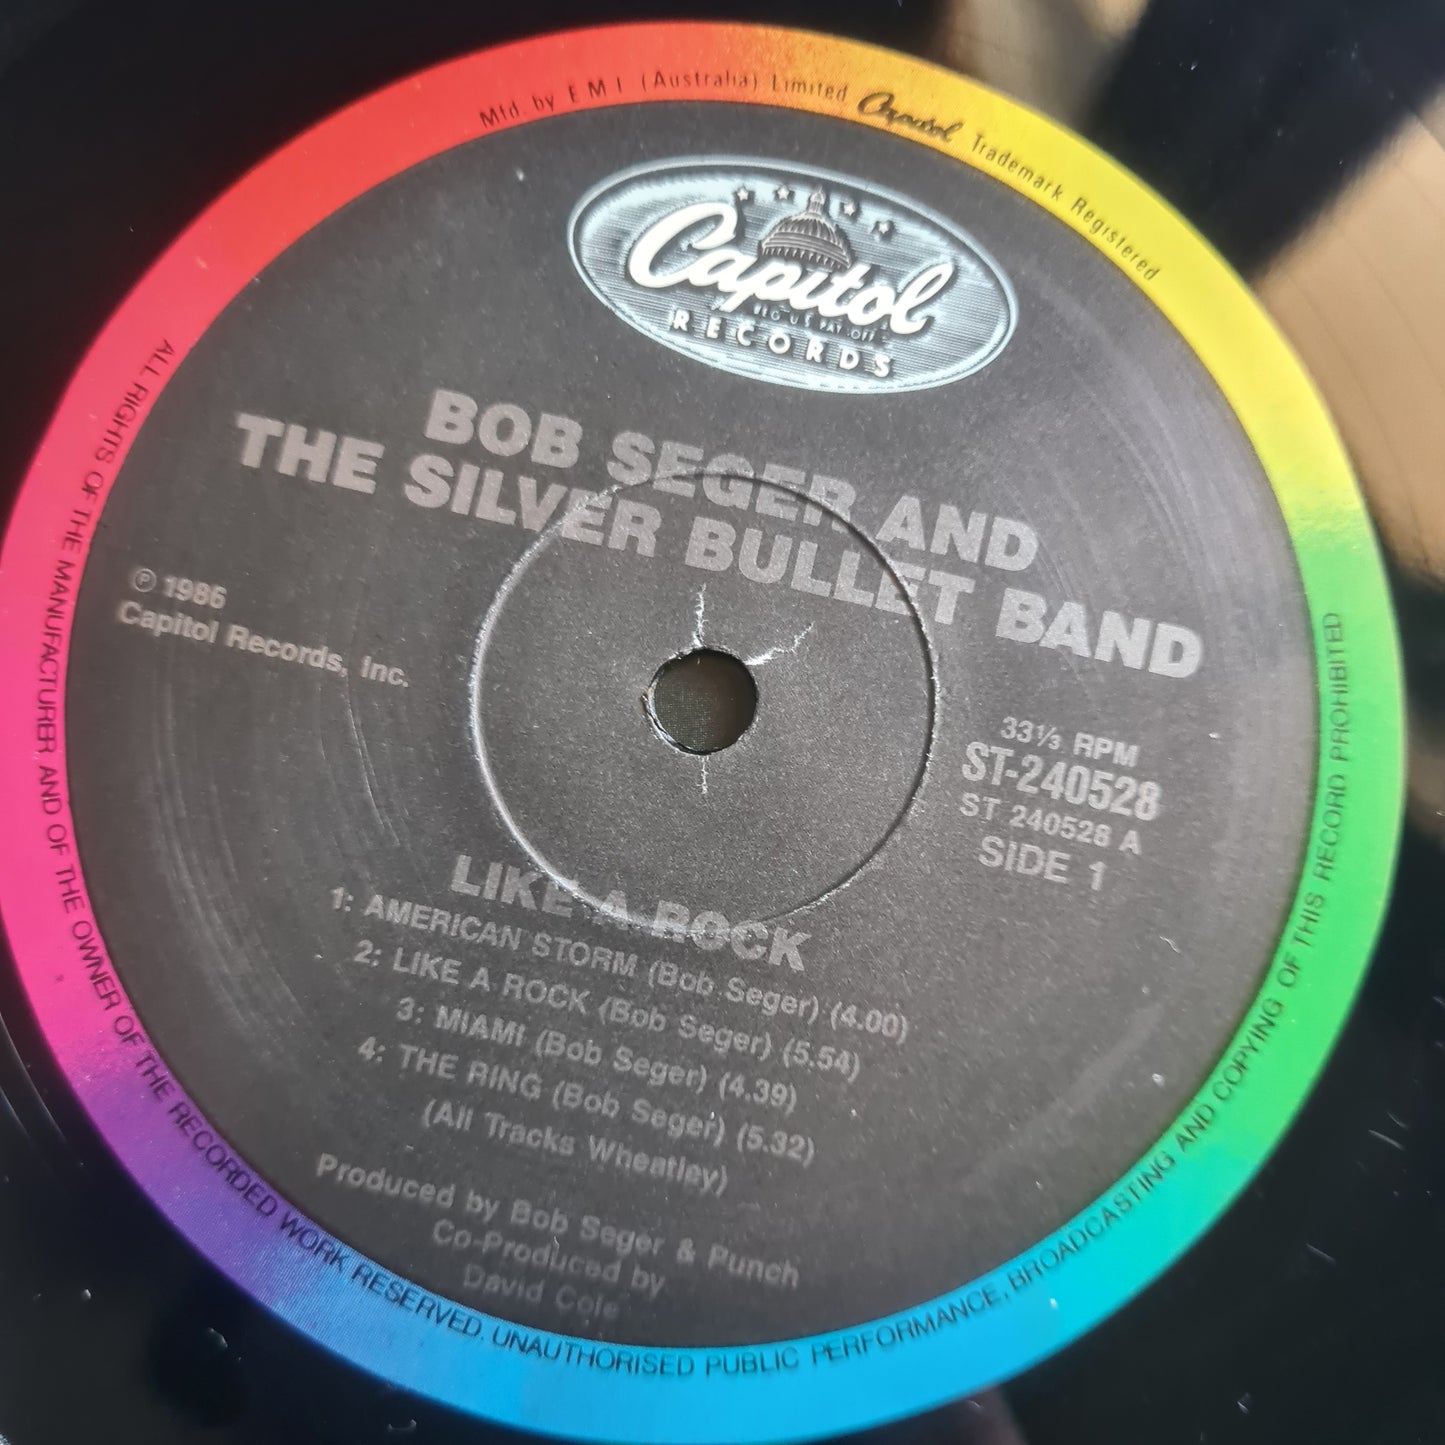 Mfd. by E M I (Australia) Limited Capitol Trademark Registered
Capitol
RECORDS
BOB SEGER AND
THE SILVER BULLET BAND
℗ 1986
Capitol Records, Inc.
33⅓ RPM
ST-240528
ST 240528 A
SIDE 1
LIKE A ROCK
1: AMERICAN STORM (Bob Seger) (4.00)
2: LIKE A ROCK (Bob Seger) (5.54)
3: MIAMI (Bob Seger) (4.39)
4: THE RING (Bob Seger) (5.32)
(All Tracks Wheatley)
Produced by Bob Seger & Punch
Co-Produced by
David Cole
ALL RIGHTS OF THE MANUFACTURER AND OF THE OWNER OF THE RECORDED WORK RESERVED. UNAUTHORISED PUBLIC PERFORMANCE, BROADCASTING AND COPYING OF THIS RECORD PROHIBITED